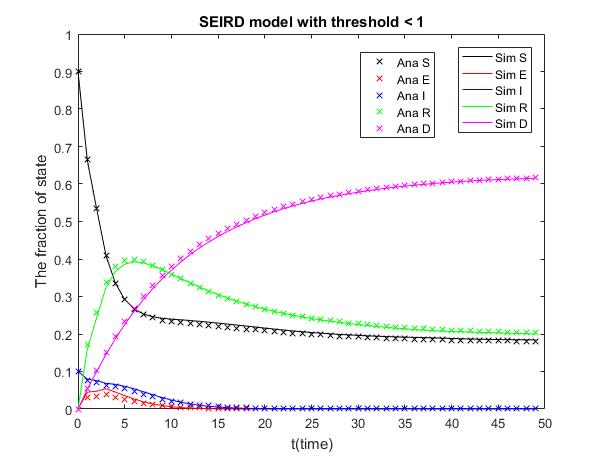 SEIRD model with threshold < 1
1
0.9
0.8
0.7
0.6
0.5
0.4
0.3
0.2
0.1
0
The fraction of state
Ana S
Ana E
Ana I
Ana R
Ana D
Sim S
Sim E
Sim I
Sim R
Sim D
0 5 10 15 20 25 30 35 40 45 50
t(time)